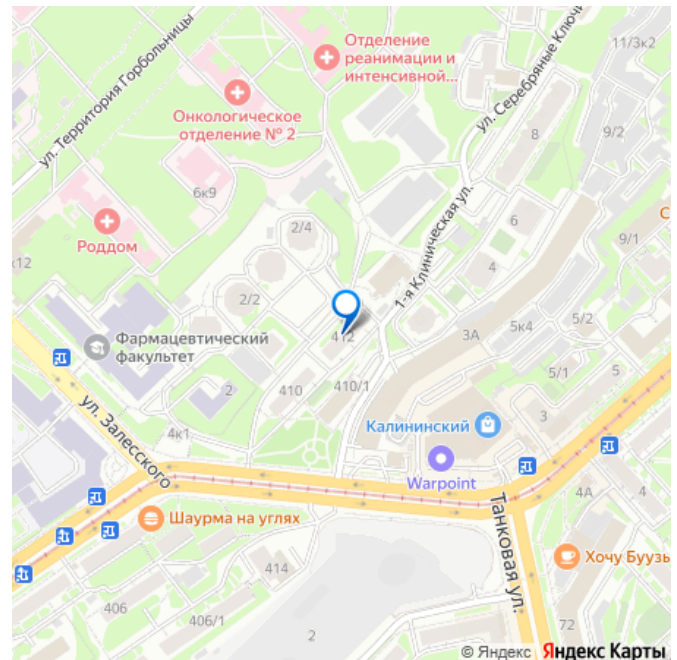 Отделение
реанимации и
интенсивной...
11/3к2
ул. Серебряные Ключи
ул. Территория Горбольницы
Онкологическое
отделение № 2
8
9/2
6к9
Роддом
2/4
6
9/1
С
к12
1-я Клиническая ул.
4
2/2
5/2
Фармацевтический
факультет
412
3А
5к4
5/1
2
410
410/1
ул. Залесского
4к1
Калининский
3
Warpoint
Танковая ул.
4А
Шаурма на углях
Хочу Буузы
414
406
406/1
2
72
© Яндекс Яндекс Карты